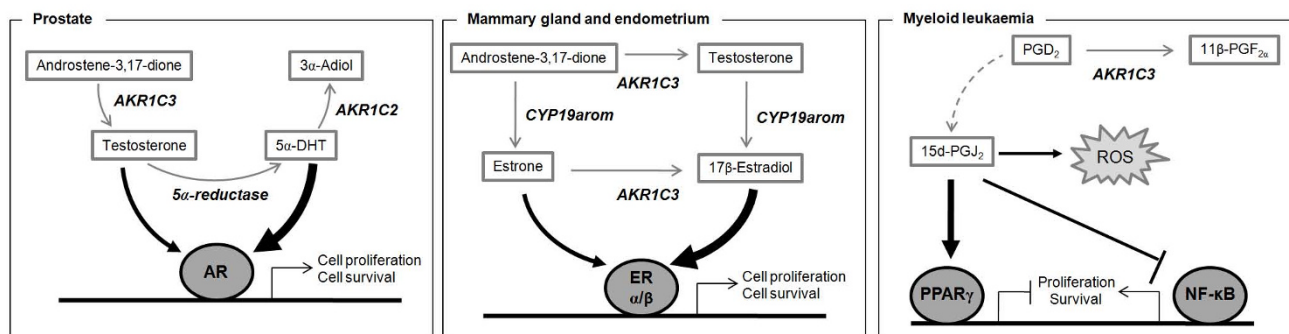 Prostate
Androstene-3,17-dione
3α-Adiol
AKR1C3
AKR1C2
Testosterone
5α-DHT
5α-reductase
AR
Cell proliferation
Cell survival
Mammary gland and endometrium
Androstene-3,17-dione
Testosterone
AKR1C3
CYP19arom
CYP19arom
Estrone
17β-Estradiol
AKR1C3
ER
α/β
Cell proliferation
Cell survival
Myeloid leukaemia
PGD₂
11β-PGF₂α
AKR1C3
15d-PGJ₂
ROS
PPARγ
Proliferation
Survival
NF-κB